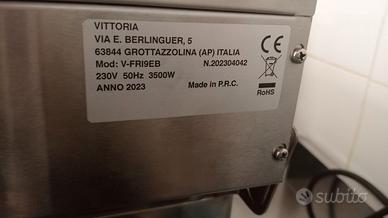 VITTORIA
VIA E. BERLINGUER, 5
63844 GROTTAZZOLINA (AP) ITALIA
Mod: V-FRI9EB N.202304042
230V 50Hz 3500W
ANNO 2023 Made in P.R.C.
CE
RoHS
subito